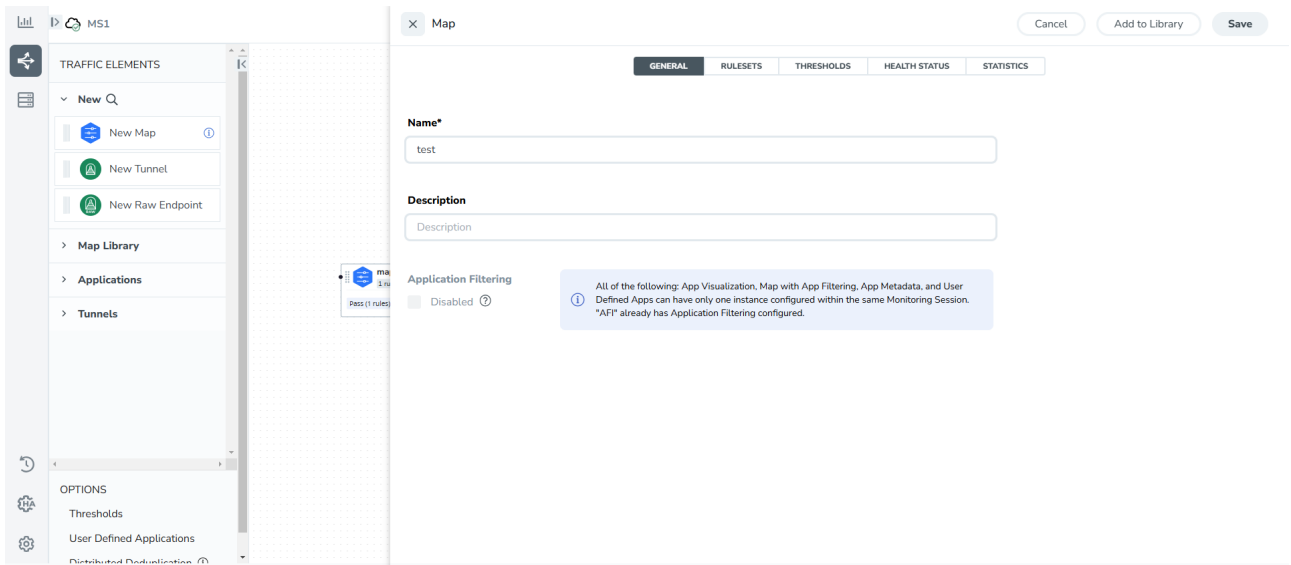 MS1
Map
Cancel
Add to Library
Save
TRAFFIC ELEMENTS
New
New Map
New Tunnel
New Raw Endpoint
Map Library
Applications
Tunnels
OPTIONS
Thresholds
User Defined Applications
Distributed Deduplication
HA
Pass (1 rules)
GENERAL
RULESETS
THRESHOLDS
HEALTH STATUS
STATISTICS
Name*
test
Description
Description
Application Filtering
Disabled
All of the following: App Visualization, Map with App Filtering, App Metadata, and User
Defined Apps can have only one instance configured within the same Monitoring Session.
"AFI" already has Application Filtering configured.